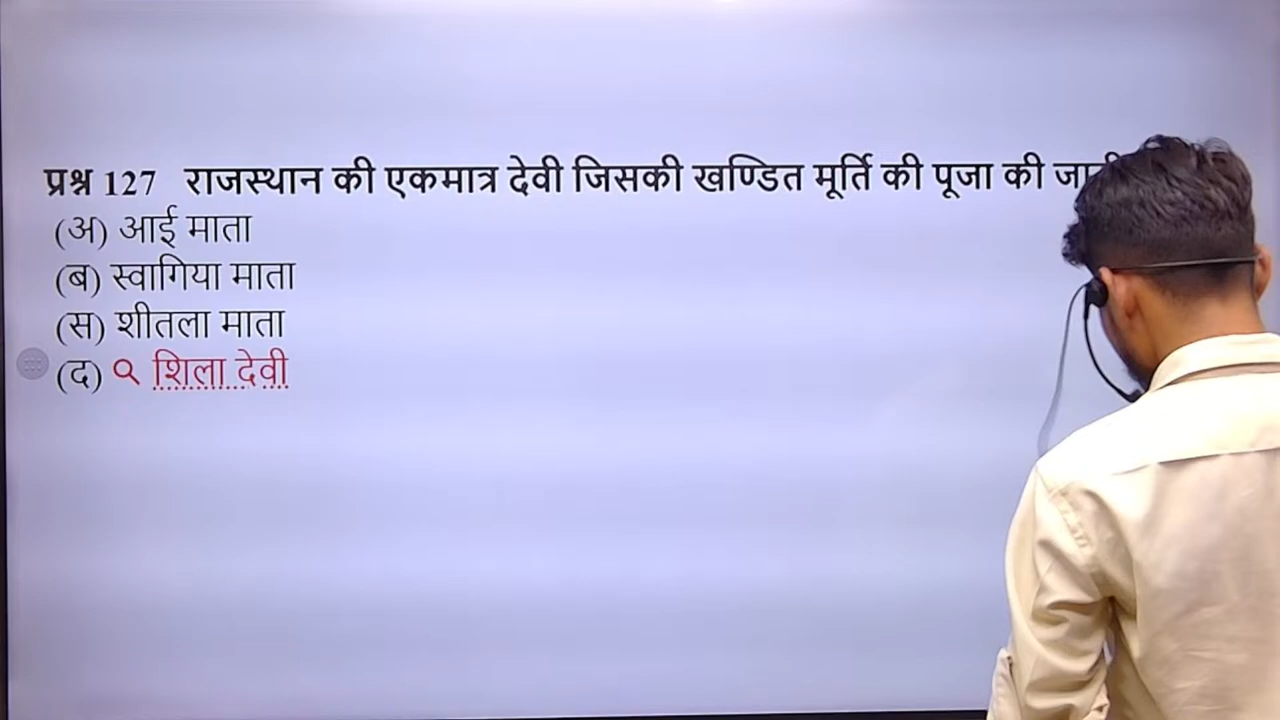 प्रश्न 127 राजस्थान की एकमात्र देवी जिसकी खण्डित मूर्ति की पूजा की
(अ) आई माता
(ब) स्वागिया माता
(स) शीतला माता
(द) शिला देवी